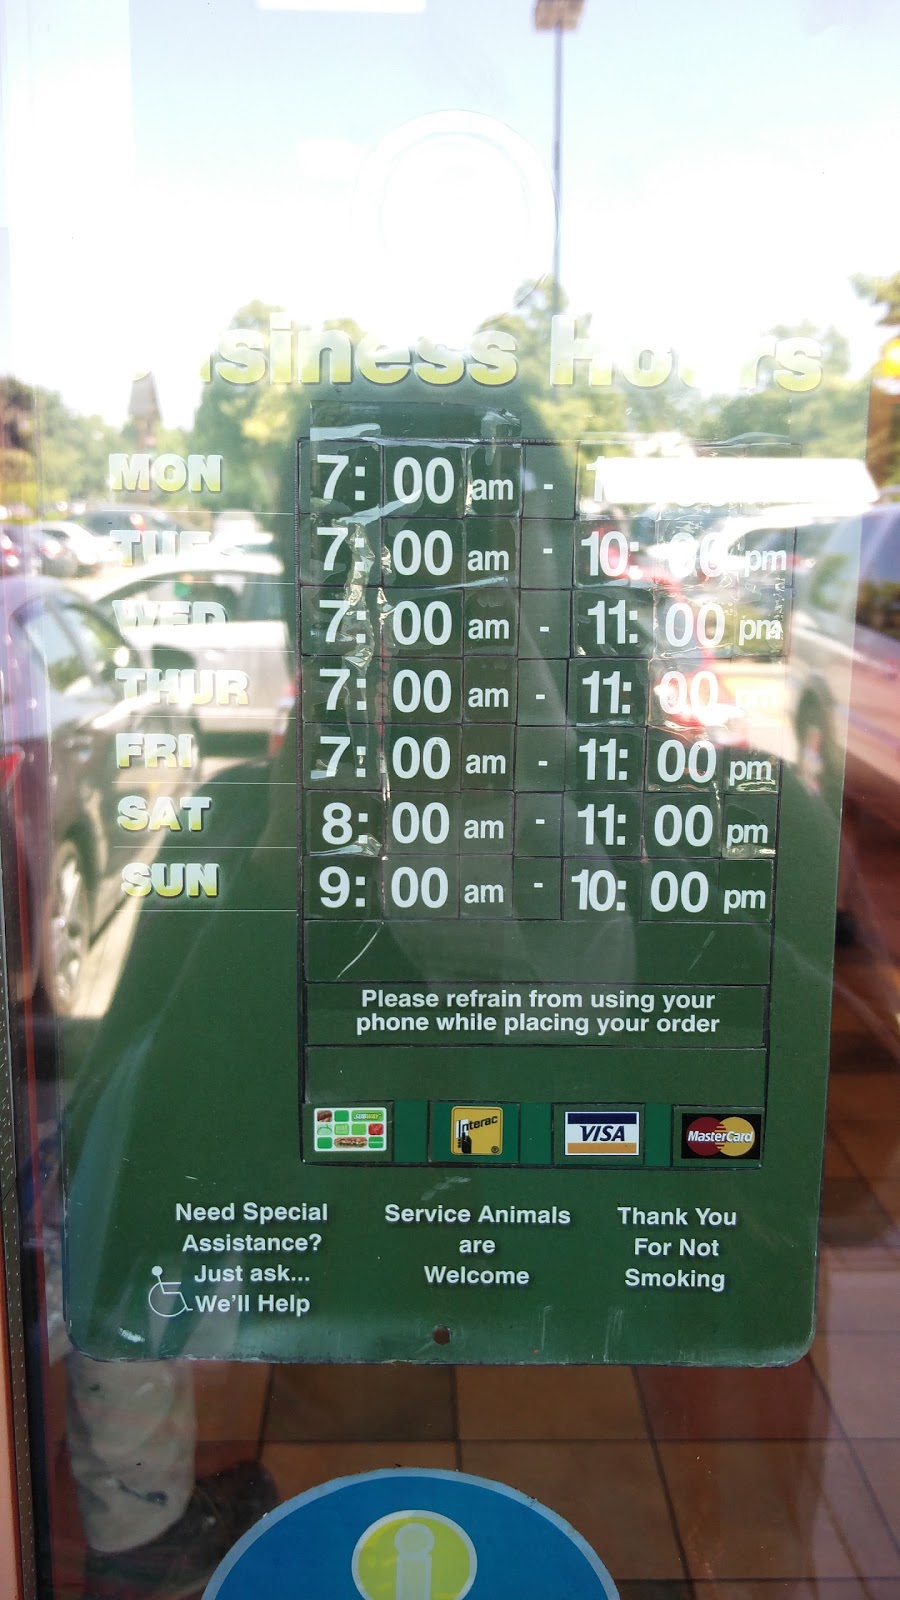 Business Hours
MON 7:00 am -
TUES 7:00 am - 10:00 pm
WED 7:00 am - 11:00 pm
THUR 7:00 am - 11:00 pm
FRI 7:00 am - 11:00 pm
SAT 8:00 am - 11:00 pm
SUN 9:00 am - 10:00 pm
Please refrain from using your
phone while placing your order
SUBWAY Interac VISA MasterCard
Need Special
Assistance?
Just ask...
We'll Help
Service Animals
are
Welcome
Thank You
For Not
Smoking
i